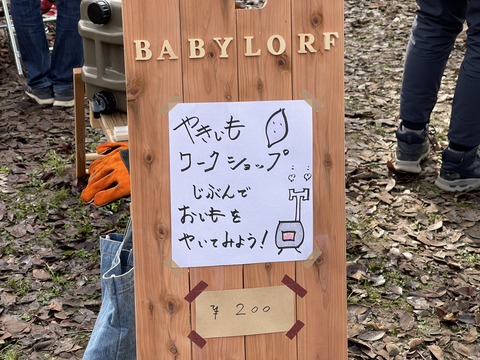 BABYLORF
やきいも
ワークショップ
じぶんで
おいもを
やいてみよう！
¥ 200